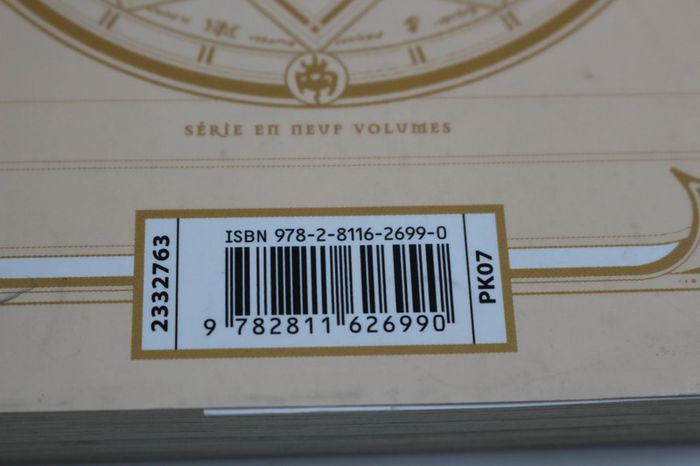 SÉRIE EN NEUF VOLUMES
2332763
ISBN 978-2-8116-2699-0
9 782811 626990
PK07